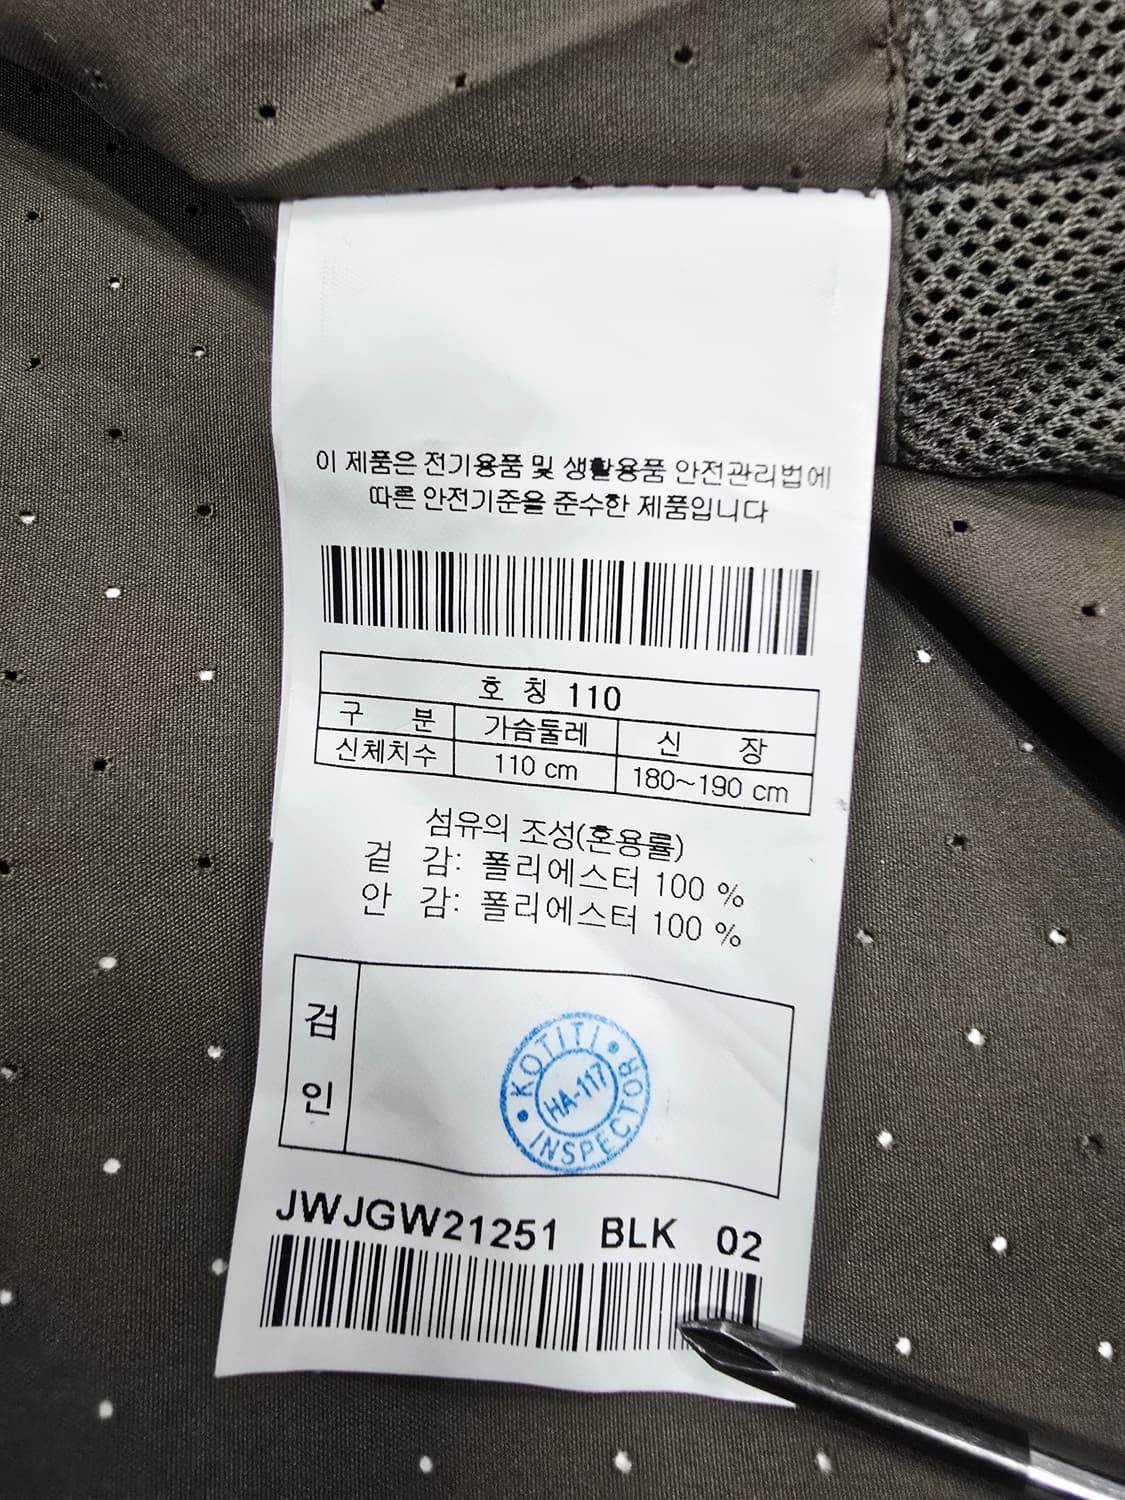 이 제품은 전기용품 및 생활용품 안전관리법에
따른 안전기준을 준수한 제품입니다
호 칭 110
구 분 가슴둘레 신 장
신체치수 110 cm 180~190 cm
섬유의 조성(혼용률)
겉 감: 폴리에스터 100 %
안 감: 폴리에스터 100 %
검
인
KOTITI
HA-117
INSPECTOR
JWJGW21251 BLK 02